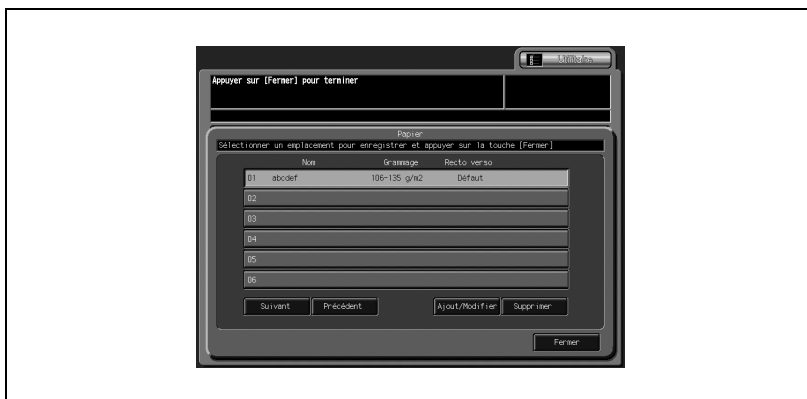 Utilitaire
Appuyer sur [Fermer] pour terminer
Papier
Sélectionner un emplacement pour enregistrer et appuyer sur la touche [Fermer]
Nom Grammage Recto verso
01 abcdef 106-135 g/m2 Défaut
02
03
04
05
06
Suivant Précédent Ajout/Modifier Supprimer
Fermer